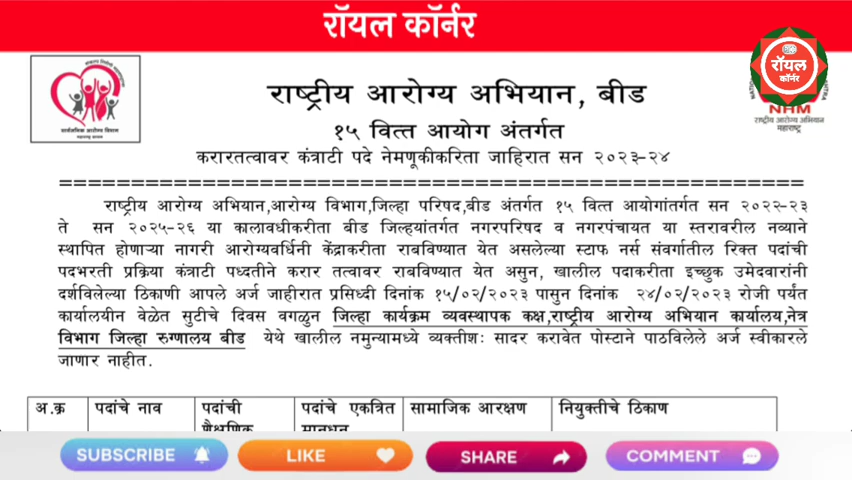 रॉयल कॉर्नर
रॉयल
कॉर्नर
NHM
राष्ट्रीय आरोग्य अभियान
महाराष्ट्र
सार्वजनिक आरोग्य विभाग
राष्ट्रीय आरोग्य अभियान, बीड
१५ वित्त आयोग अंतर्गत
करारतत्वावर कंत्राटी पदे नेमणूकीकरिता जाहिरात सन २०२३-२४
राष्ट्रीय आरोग्य अभियान,आरोग्य विभाग,जिल्हा परिषद,बीड अंतर्गत १५ वित्त आयोगांतर्गत सन २०२२-२३
ते सन २०२५-२६ या कालावधीकरीता बीड जिल्हयांतर्गत नगरपरिषद व नगरपंचायत या स्तरावरील नव्याने
स्थापित होणाऱ्या नागरी आरोग्यवर्धिनी केंद्राकरीता राबविण्यात येत असलेल्या स्टाफ नर्स संवर्गातील रिक्त पदांची
पदभरती प्रक्रिया कंत्राटी पध्दतीने करार तत्वावर राबविण्यात येत असुन, खालील पदाकरीता इच्छुक उमेदवारांनी
दर्शविलेल्या ठिकाणी आपले अर्ज जाहीरात प्रसिध्दी दिनांक १५/०२/२०२३ पासुन दिनांक २४/०२/२०२३ रोजी पर्यंत
कार्यालयीन वेळेत सुटीचे दिवस वगळुन जिल्हा कार्यक्रम व्यवस्थापक कक्ष,राष्ट्रीय आरोग्य अभियान कार्यालय,नेत्र
विभाग जिल्हा रुग्णालय बीड येथे खालील नमुन्यामध्ये व्यक्तीशः सादर करावेत पोस्टाने पाठविलेले अर्ज स्वीकारले
जाणार नाहीत.
अ.क्र पदांचे नाव पदांची पदांचे एकत्रित सामाजिक आरक्षण नियुक्तीचे ठिकाण
शैक्षणिक मानधन
SUBSCRIBE LIKE SHARE COMMENT